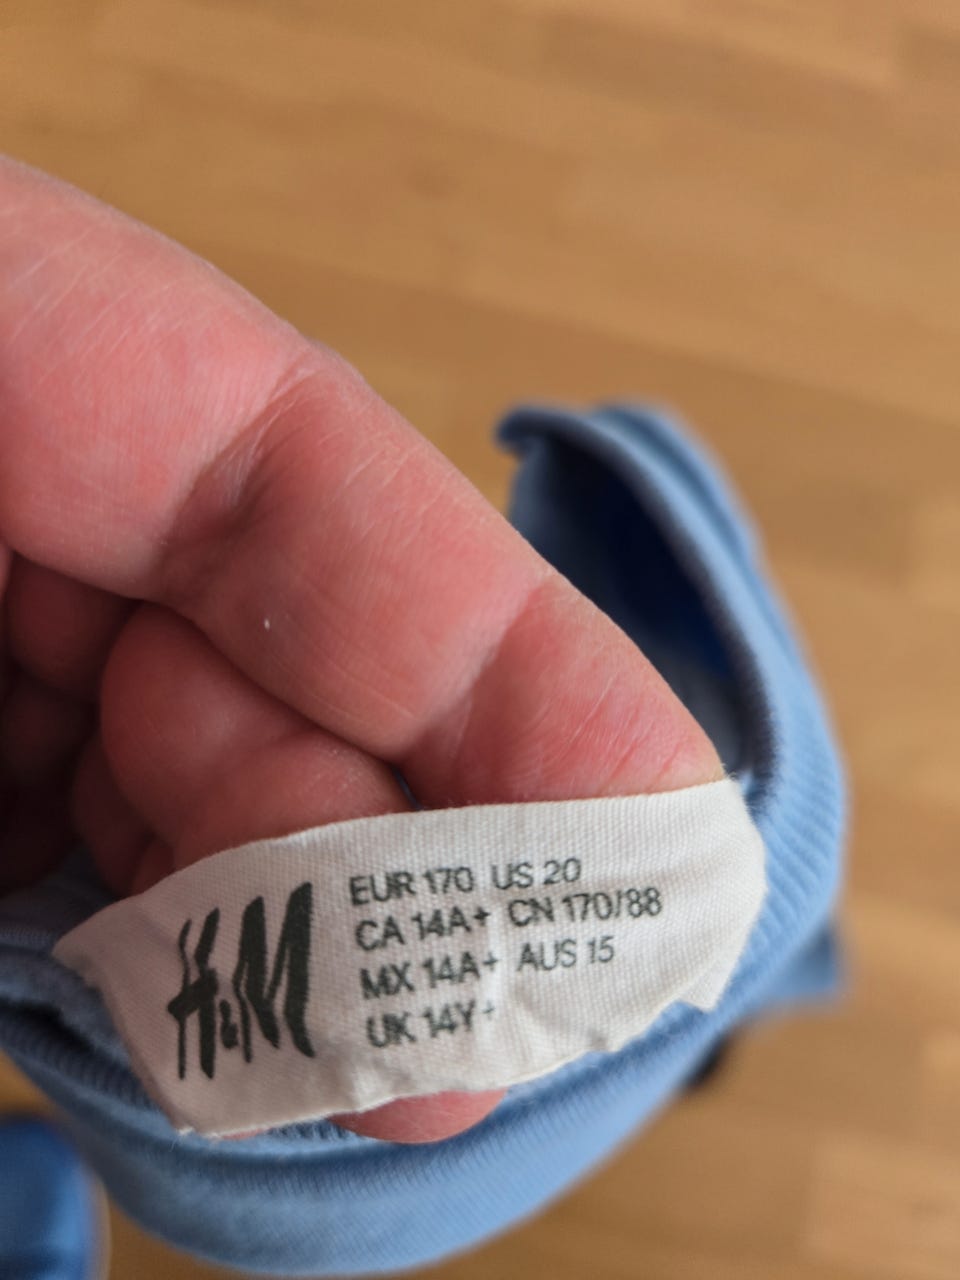 H&M
EUR 170 US 20
CA 14A+ CN 170/88
MX 14A+ AUS 15
UK 14Y+